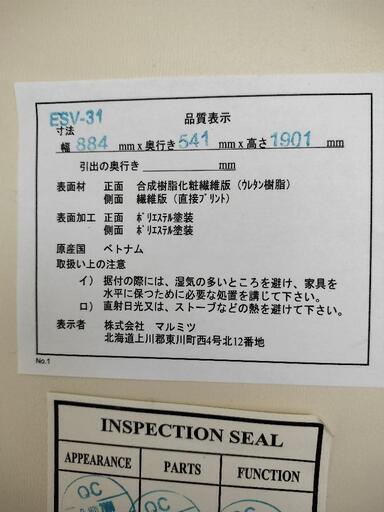 ESV-31
品質表示
寸法
幅 884 mm x 奥行き 541 mm x 高さ 1901 mm
引出の奥行き mm
表面材 正面 合成樹脂化粧繊維版(ウレタン樹脂)
側面 繊維版(直接プリント)
表面加工 正面 ポリエステル塗装
側面 ポリエステル塗装
原産国 ベトナム
取扱い上の注意
イ) 据付の際には、湿気の多いところを避け、家具を
水平に保つために必要な処置を講じて下さい。
ロ) 直射日光又は、ストーブなどの熱を避けて下さい。
表示者 株式会社 マルミツ
北海道上川郡東川町西4号北12番地
No.1
INSPECTION SEAL
APPEARANCE PARTS FUNCTION
QC QC QC